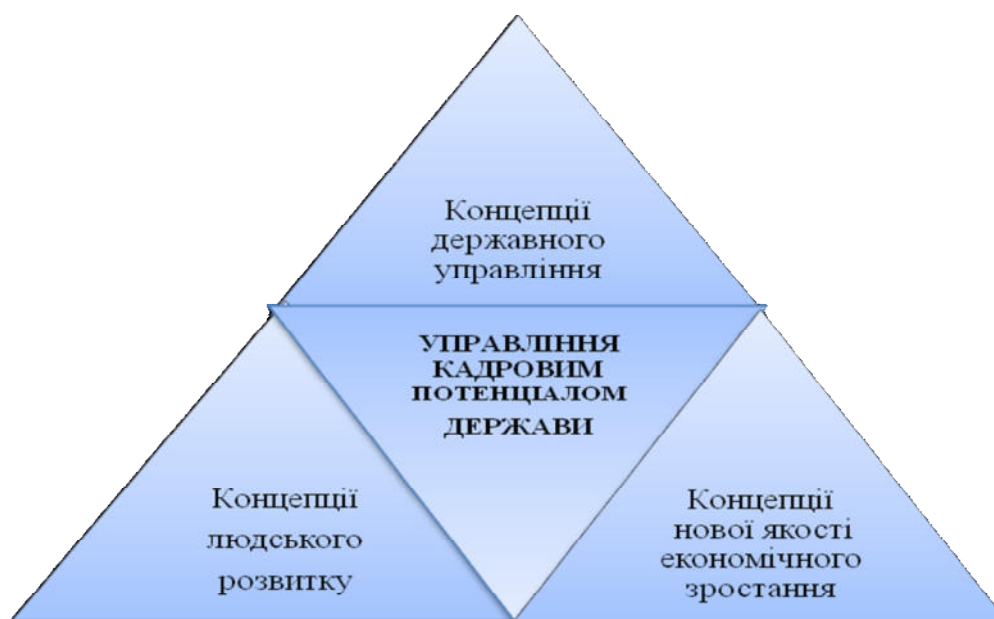 Концепції
державного
управління
УПРАВЛІННЯ
КАДРОВИМ
ПОТЕНЦІАЛОМ
ДЕРЖАВИ
Концепції
людського
розвитку
Концепції
нової якості
економічного
зростання